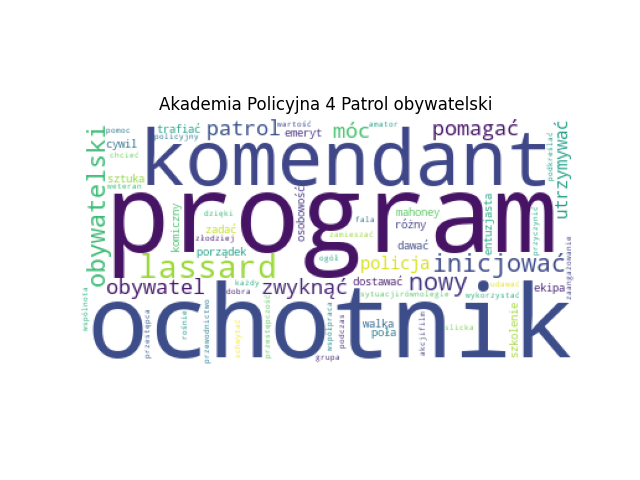 Akademia Policyjna 4 Patrol obywatelski
pomoc
trafiać
patrol
wartość
emeryt
móc
amator
pomagać
cywil
policyjny
komendant
chcieć
podkreślać
utrzymywać
obywatelski
sztuka
weteran
program
osobowość
komiczny
dzięki
zadać
złodziej
fala
zamieszać
mahoney
różny
entuzjasta
przyczynić
porządek
dawać
lassard
ogół
policja
inicjować
zaangażowanie
obywatel
każdy
dobra
zwyknąć
dostawać
nowy
udawać
ekipa
sytuacjirównolegle
wykorzystać
ochotnik
wspólnota
przestępca
rośnie
przewodnictwo
schwytać
przestępczość
współpraca
podczas
grupa
walka
poła
akcjifilm
slicka
szkolenie